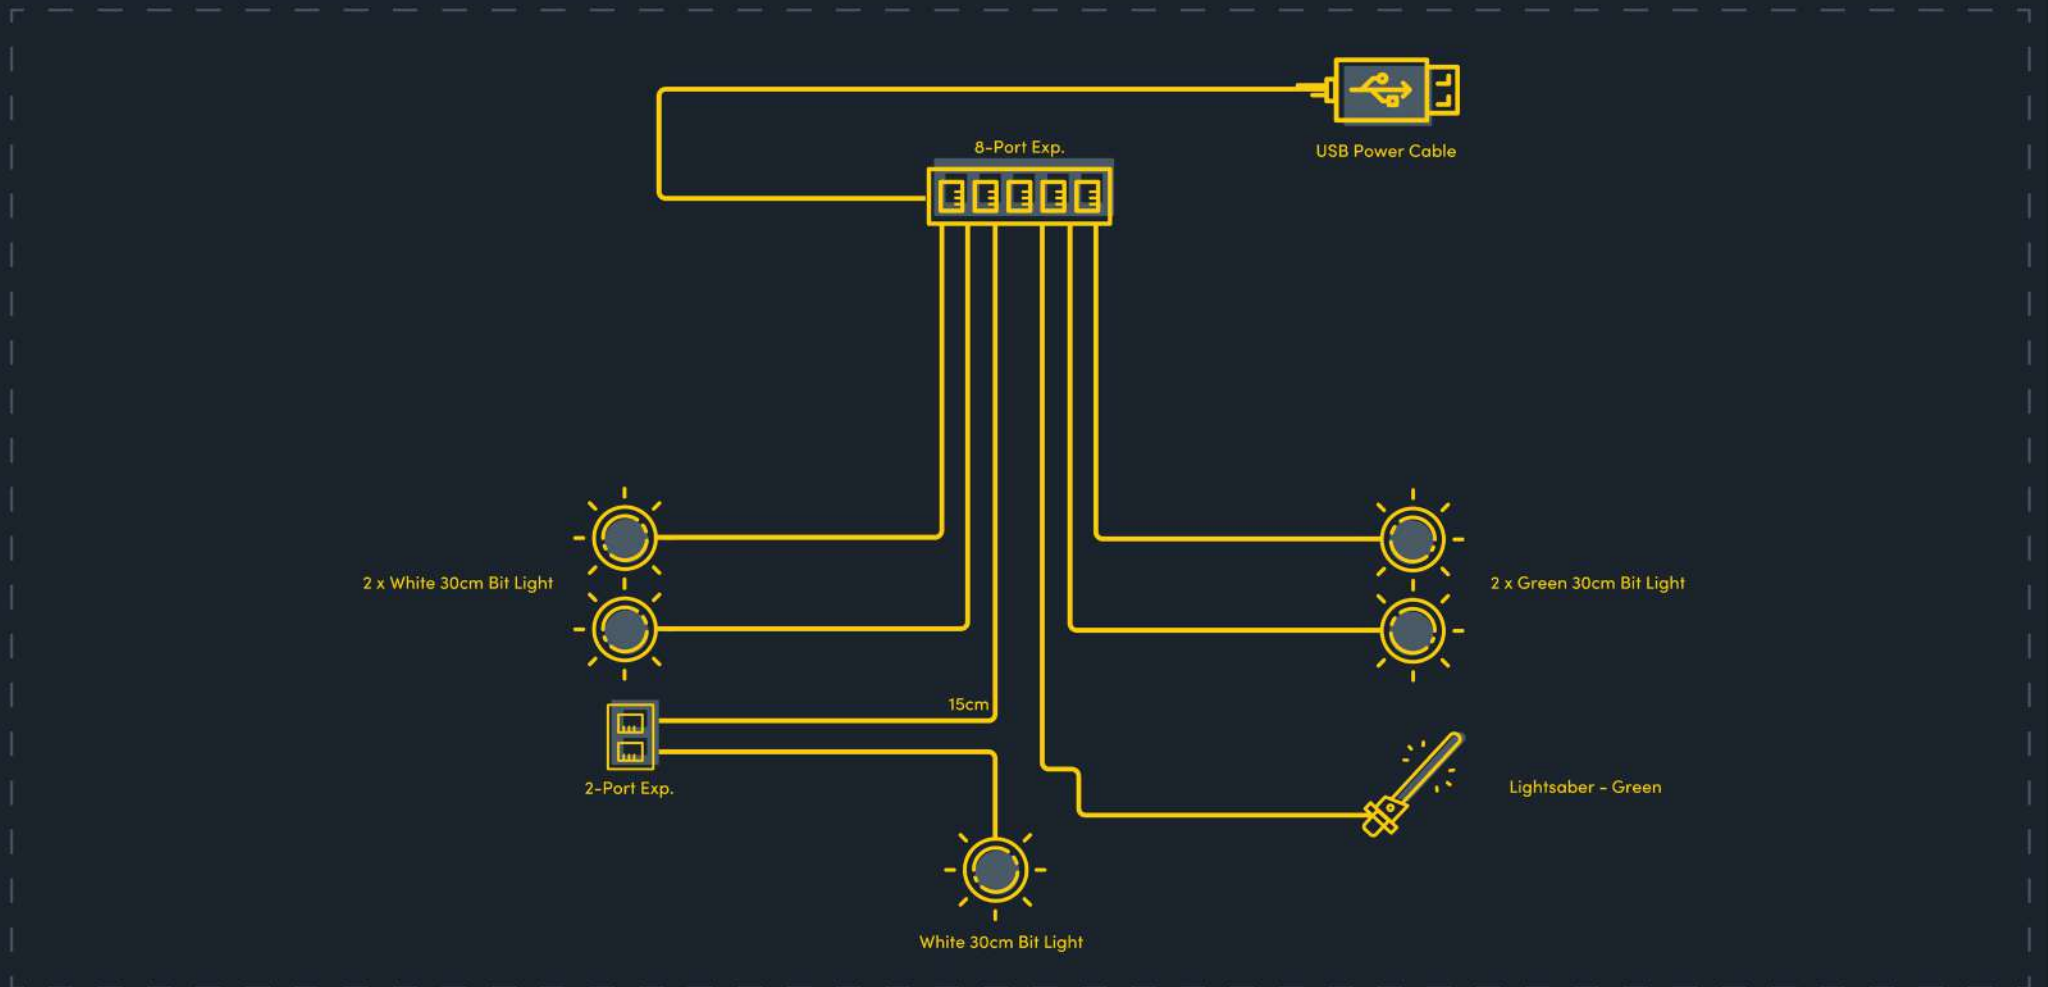 8-Port Exp.
USB Power Cable
2 x White 30cm Bit Light
2 x Green 30cm Bit Light
15cm
2-Port Exp.
Lightsaber - Green
White 30cm Bit Light